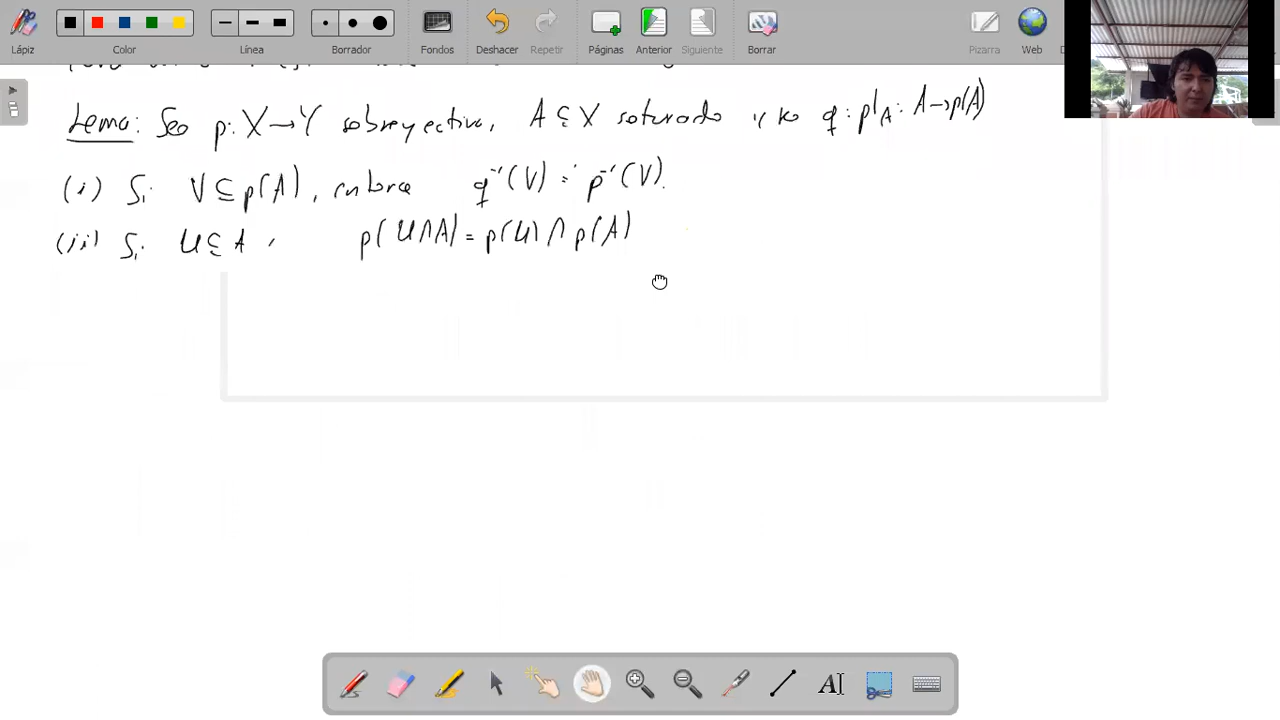 Lápiz Color Línea Borrador Fondos Deshacer Repetir Páginas Anterior Siguiente Borrar Pizarra Web
Lema: Sea p: X → Y sobreyectiva, A ⊆ X saturado q: p|A: A → p(A)
(i) Si V ⊆ p(A), entonces q⁻¹(V) = p⁻¹(V).
(ii) Si U ⊆ A, p(U ∩ A) = p(U) ∩ p(A)